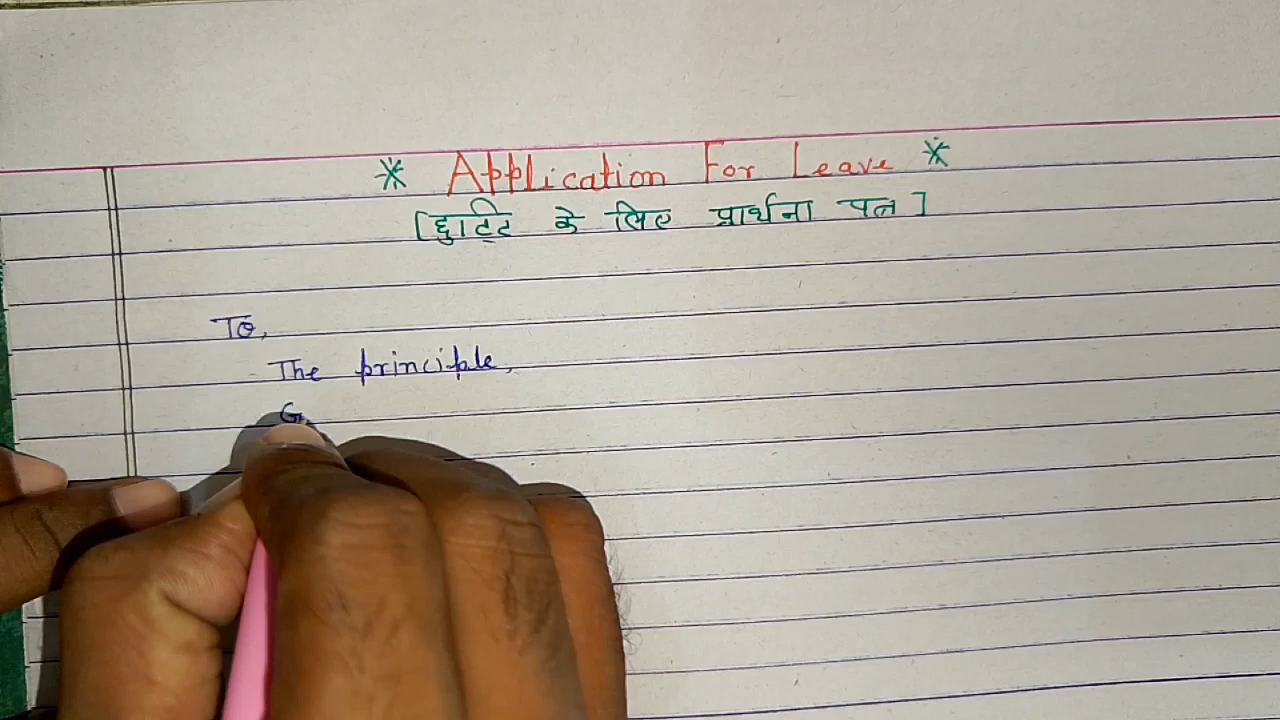 * Application For Leave *
[छुट्टि के लिए प्रार्थना पत्र]
To,
The principle,
G